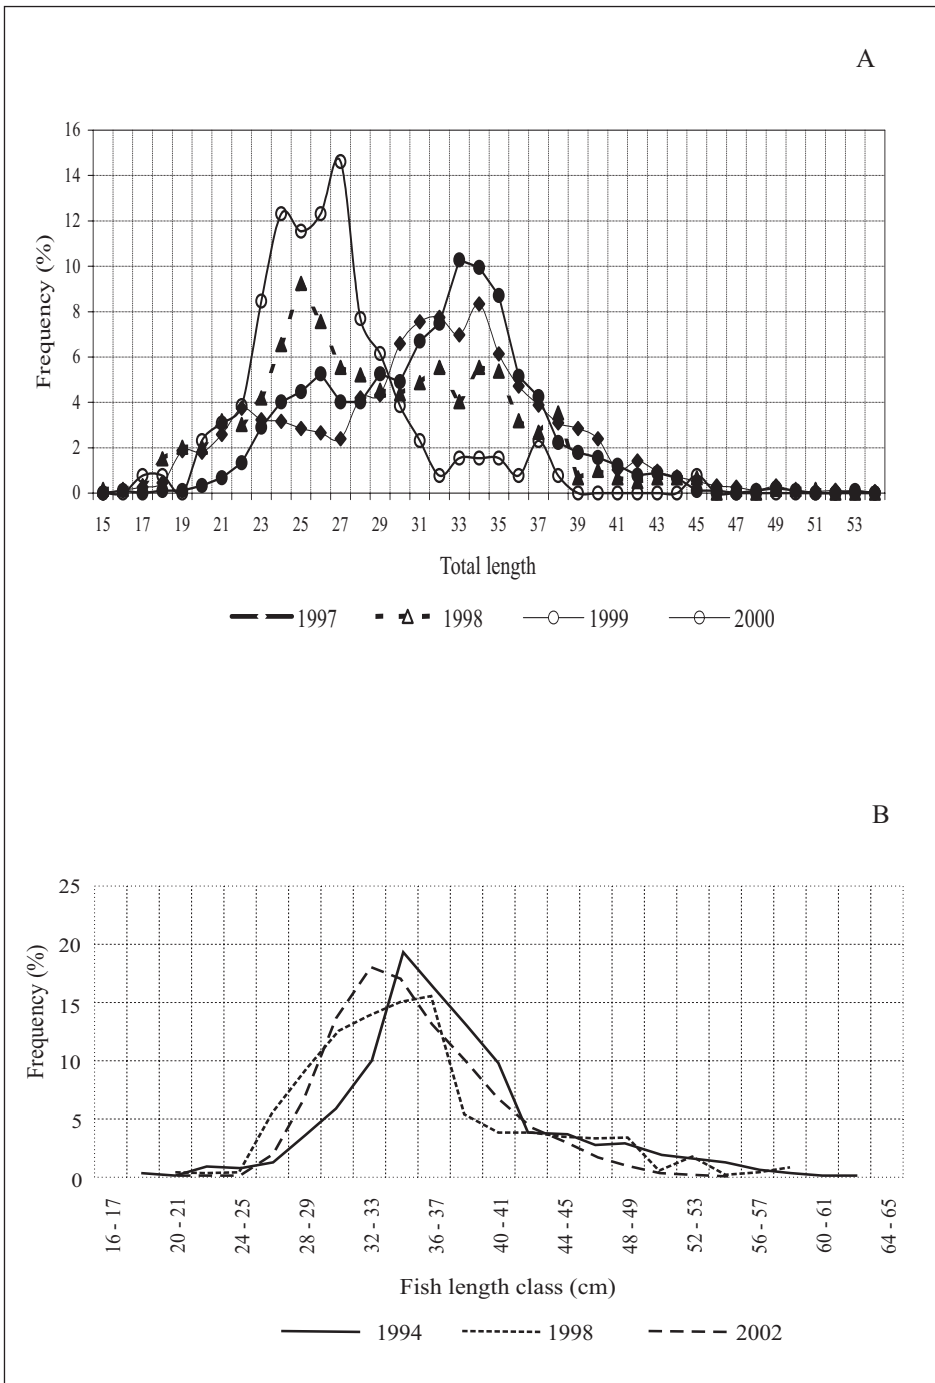 A
16
14
12
10
8
6
4
2
0
Frequency (%)
15 17 19 21 23 25 27 29 31 33 35 37 39 41 43 45 47 49 51 53
Total length
1997 1998 1999 2000
B
25
20
15
10
5
0
Frequency (%)
16 - 17 20 - 21 24 - 25 28 - 29 32 - 33 36 - 37 40 - 41 44 - 45 48 - 49 52 - 53 56 - 57 60 - 61 64 - 65
Fish length class (cm)
1994 1998 2002